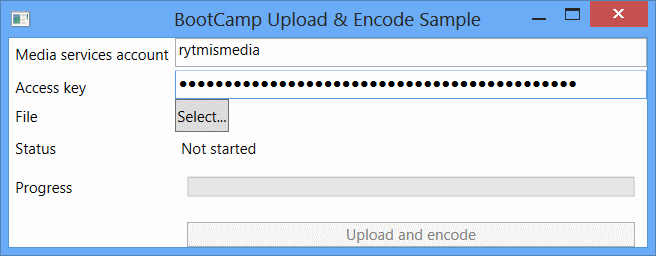 BootCamp Upload & Encode Sample
Media services account rytmismedia
Access key ●●●●●●●●●●●●●●●●●●●●●●●●●●●●●●●●●●●●●●●●●●●●
File Select...
Status Not started
Progress
Upload and encode